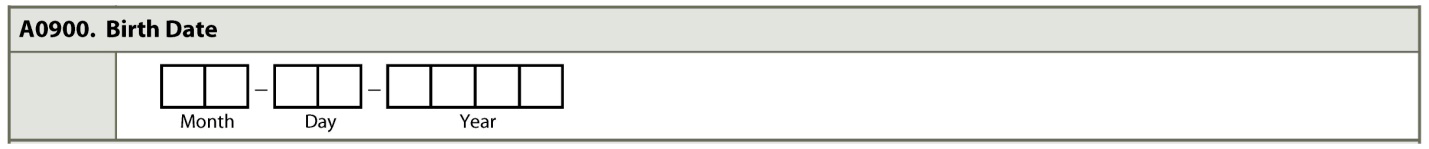 A0900. Birth Date
– –
Month Day Year